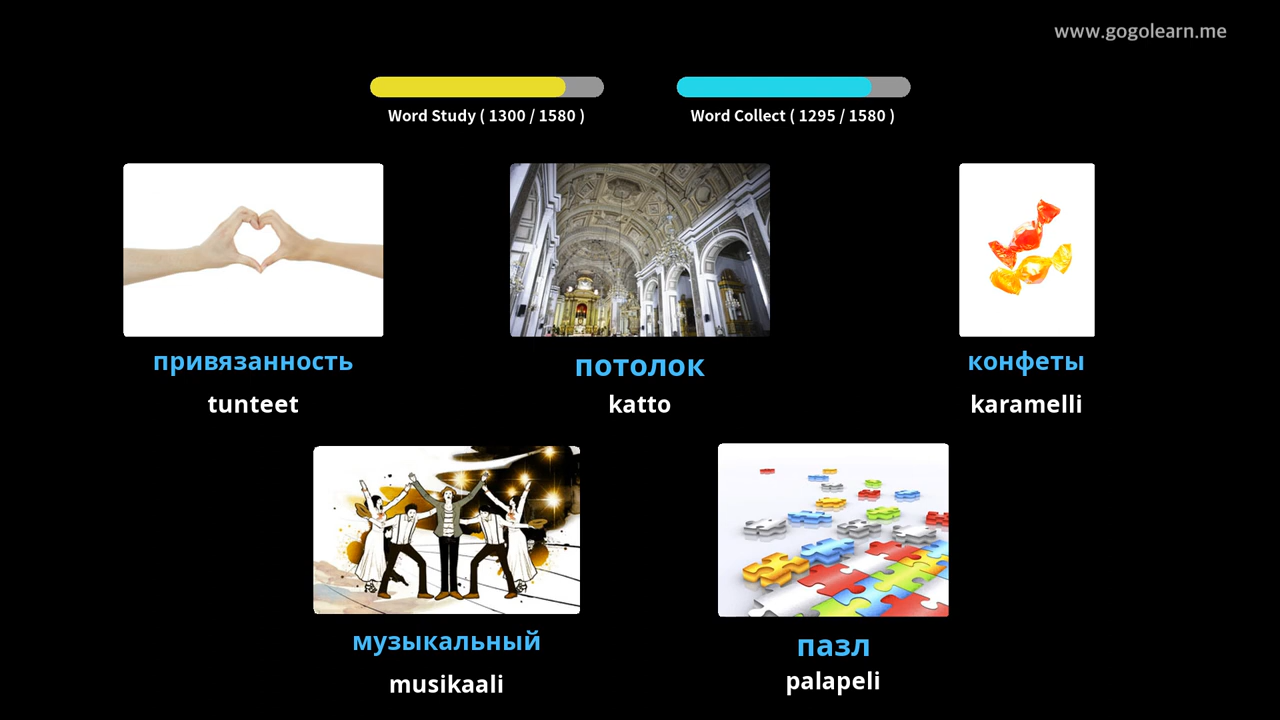 www.gogolearn.me
Word Study ( 1300 / 1580 )
Word Collect ( 1295 / 1580 )
привязанность
tunteet
потолок
katto
конфеты
karamelli
музыкальный
musikaali
пазл
palapeli